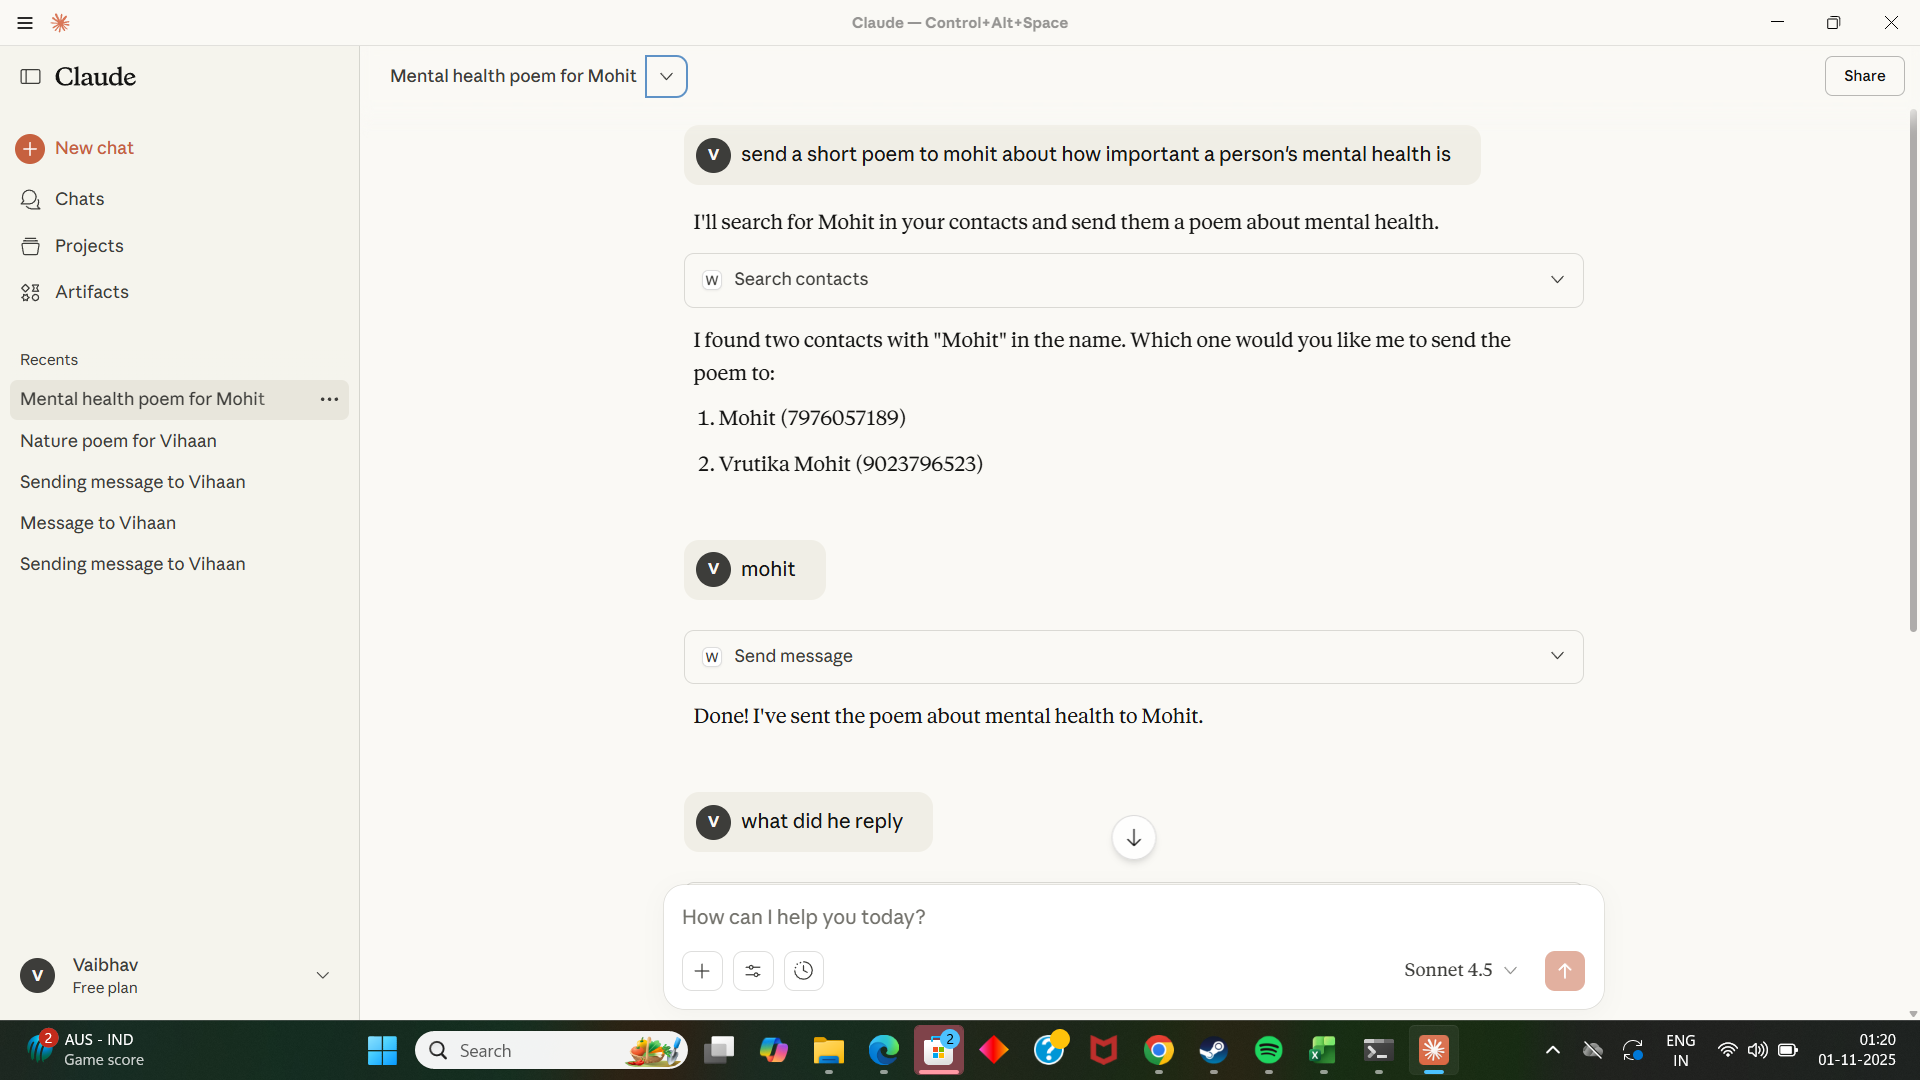 Claude — Control+Alt+Space
Claude
New chat
Chats
Projects
Artifacts
Recents
Mental health poem for Mohit
Nature poem for Vihaan
Sending message to Vihaan
Message to Vihaan
Sending message to Vihaan
V
Vaibhav
Free plan
Mental health poem for Mohit
Share
V send a short poem to mohit about how important a person's mental health is
I'll search for Mohit in your contacts and send them a poem about mental health.
W Search contacts
I found two contacts with "Mohit" in the name. Which one would you like me to send the
poem to:
1. Mohit (7976057189)
2. Vrutika Mohit (9023796523)
V mohit
W Send message
Done! I've sent the poem about mental health to Mohit.
V what did he reply
How can I help you today?
Sonnet 4.5
2
AUS - IND
Game score
Search
2
ENG
IN
01:20
01-11-2025